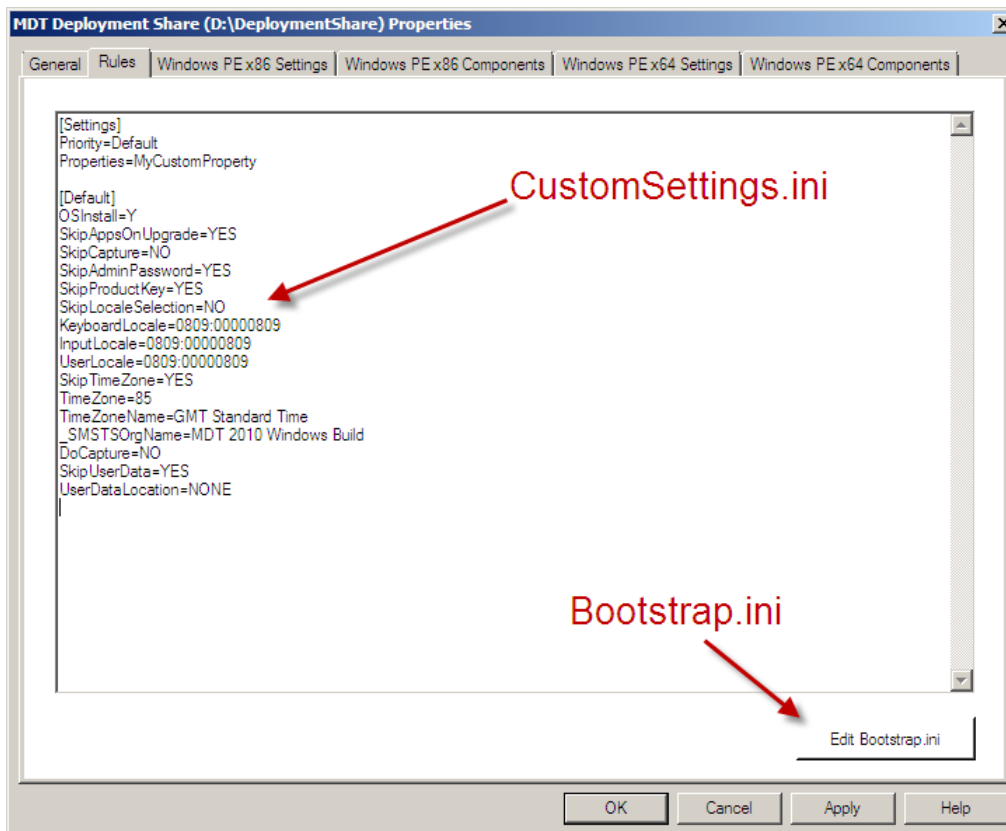 MDT Deployment Share (D:\DeploymentShare) Properties
General Rules Windows PE x86 Settings Windows PE x86 Components Windows PE x64 Settings Windows PE x64 Components
[Settings]
Priority=Default
Properties=MyCustomProperty
[Default]
OSInstall=Y
SkipAppsOnUpgrade=YES
SkipCapture=NO
SkipAdminPassword=YES
SkipProductKey=YES
SkipLocaleSelection=NO
KeyboardLocale=0809:00000809
InputLocale=0809:00000809
UserLocale=0809:00000809
SkipTimeZone=YES
TimeZone=85
TimeZoneName=GMT Standard Time
_SMSTSOrgName=MDT 2010 Windows Build
DoCapture=NO
SkipUserData=YES
UserDataLocation=NONE
CustomSettings.ini
Bootstrap.ini
Edit Bootstrap.ini
OK Cancel Apply Help